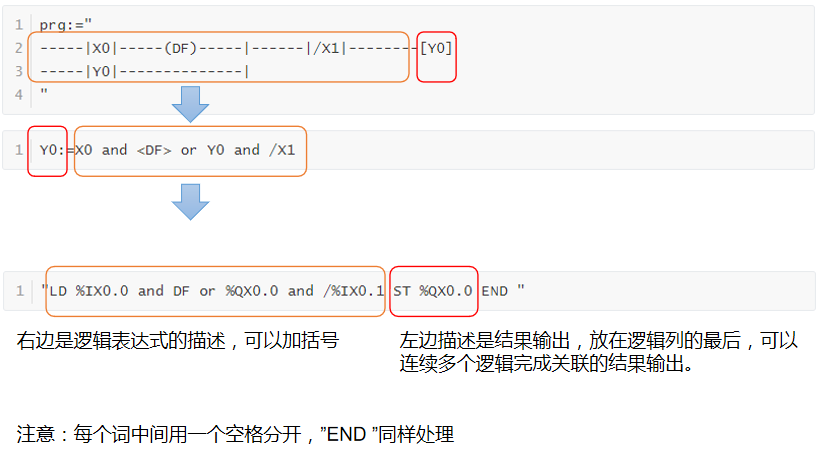 1 prg:="
2 -----|X0|-----(DF)-----|------|/X1|--------[Y0]
3 -----|Y0|--------------|
4 "
1 Y0:=X0 and <DF> or Y0 and /X1
1 "LD %IX0.0 and DF or %QX0.0 and /%IX0.1 ST %QX0.0 END "
右边是逻辑表达式的描述，可以加括号
左边描述是结果输出，放在逻辑列的最后，可以
连续多个逻辑完成关联的结果输出。
注意：每个词中间用一个空格分开，”END ”同样处理